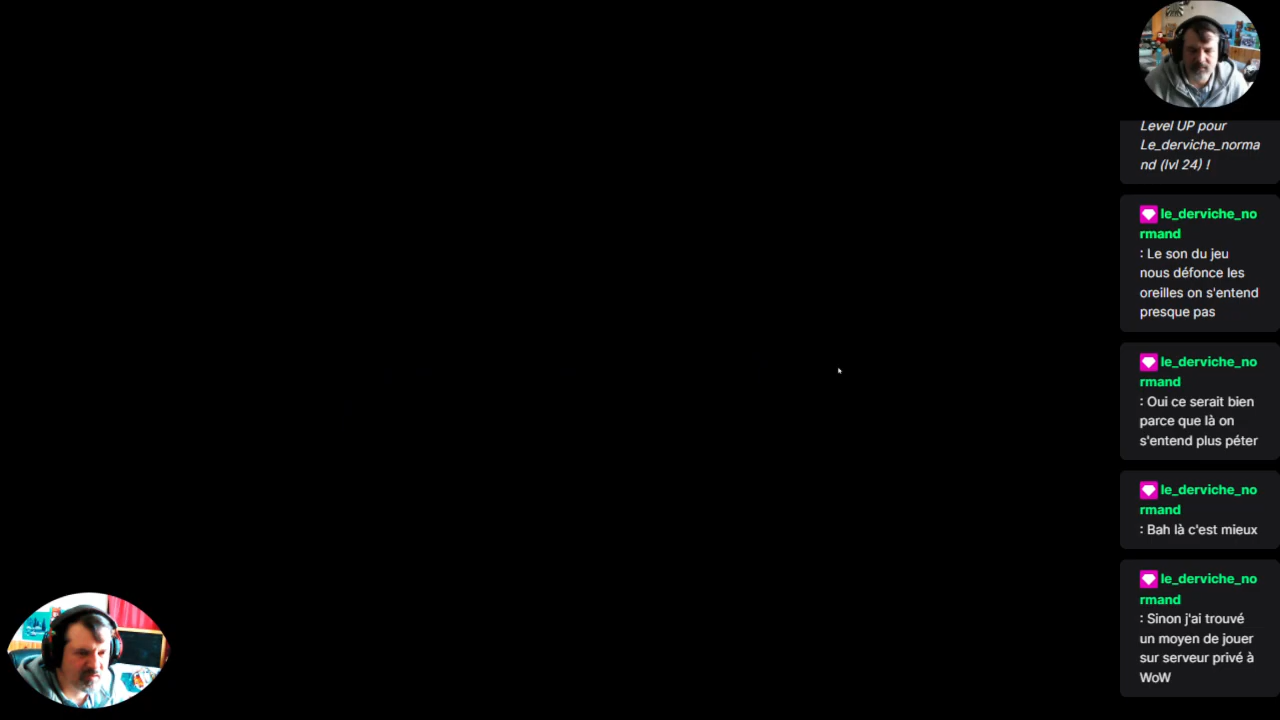 Level UP pour
Le_derviche_norma
nd (lvl 24) !
le_derviche_no
rmand
: Le son du jeu
nous défonce les
oreilles on s'entend
presque pas
le_derviche_no
rmand
: Oui ce serait bien
parce que là on
s'entend plus péter
le_derviche_no
rmand
: Bah là c'est mieux
le_derviche_no
rmand
: Sinon j'ai trouvé
un moyen de jouer
sur serveur privé à
WoW